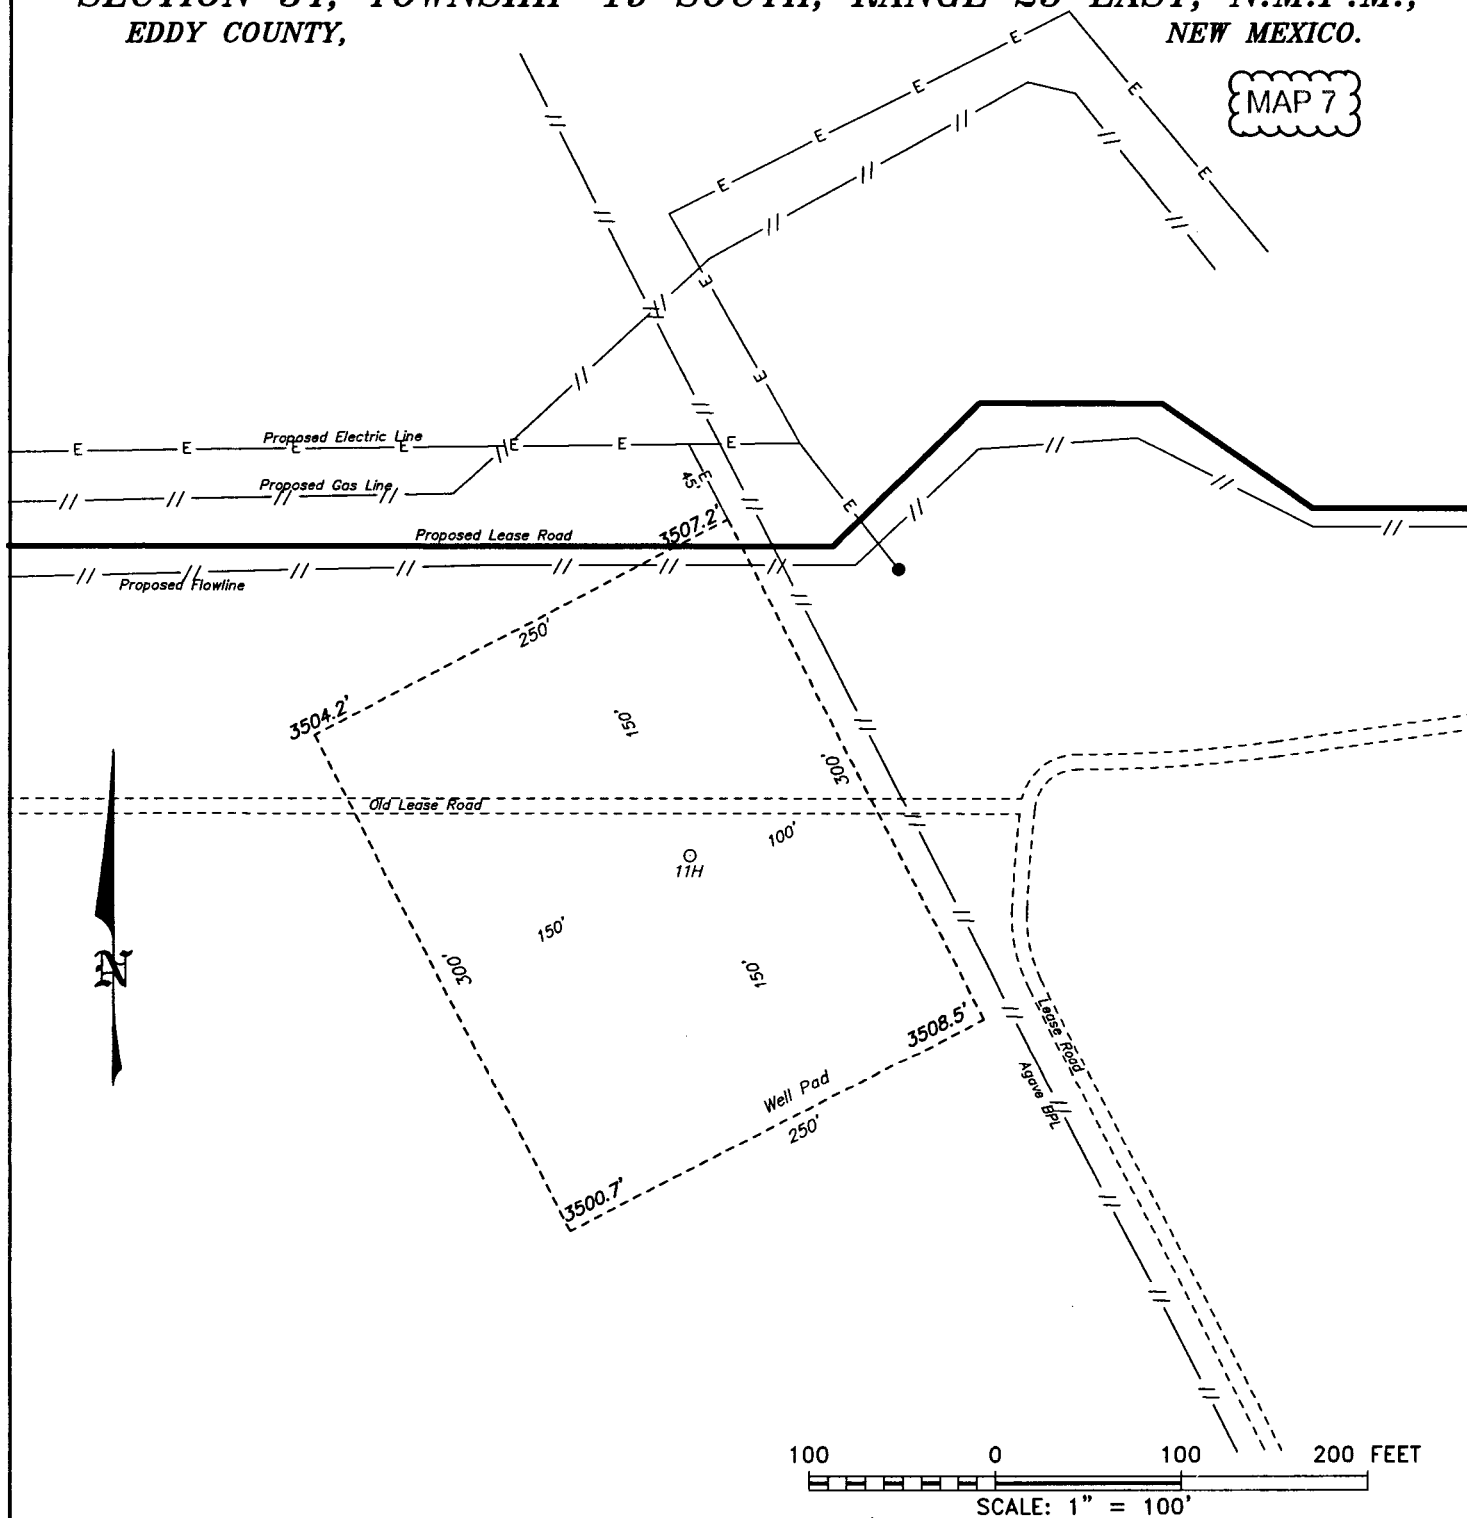 EDDY COUNTY, NEW MEXICO.
MAP 7
E
E
E
E
E
E
E
E
Proposed Electric Line
E
E
E
E
E
E
E
E
E
Proposed Gas Line
45'
3507.2'
Proposed Lease Road
Proposed Flowline
250'
3504.2'
150'
300'
Old Lease Road
100'
11H
150'
300'
150'
N
3508.5'
Lease Road
Agave BPL
Well Pad
250'
3500.7'
100 0 100 200 FEET
SCALE: 1" = 100'